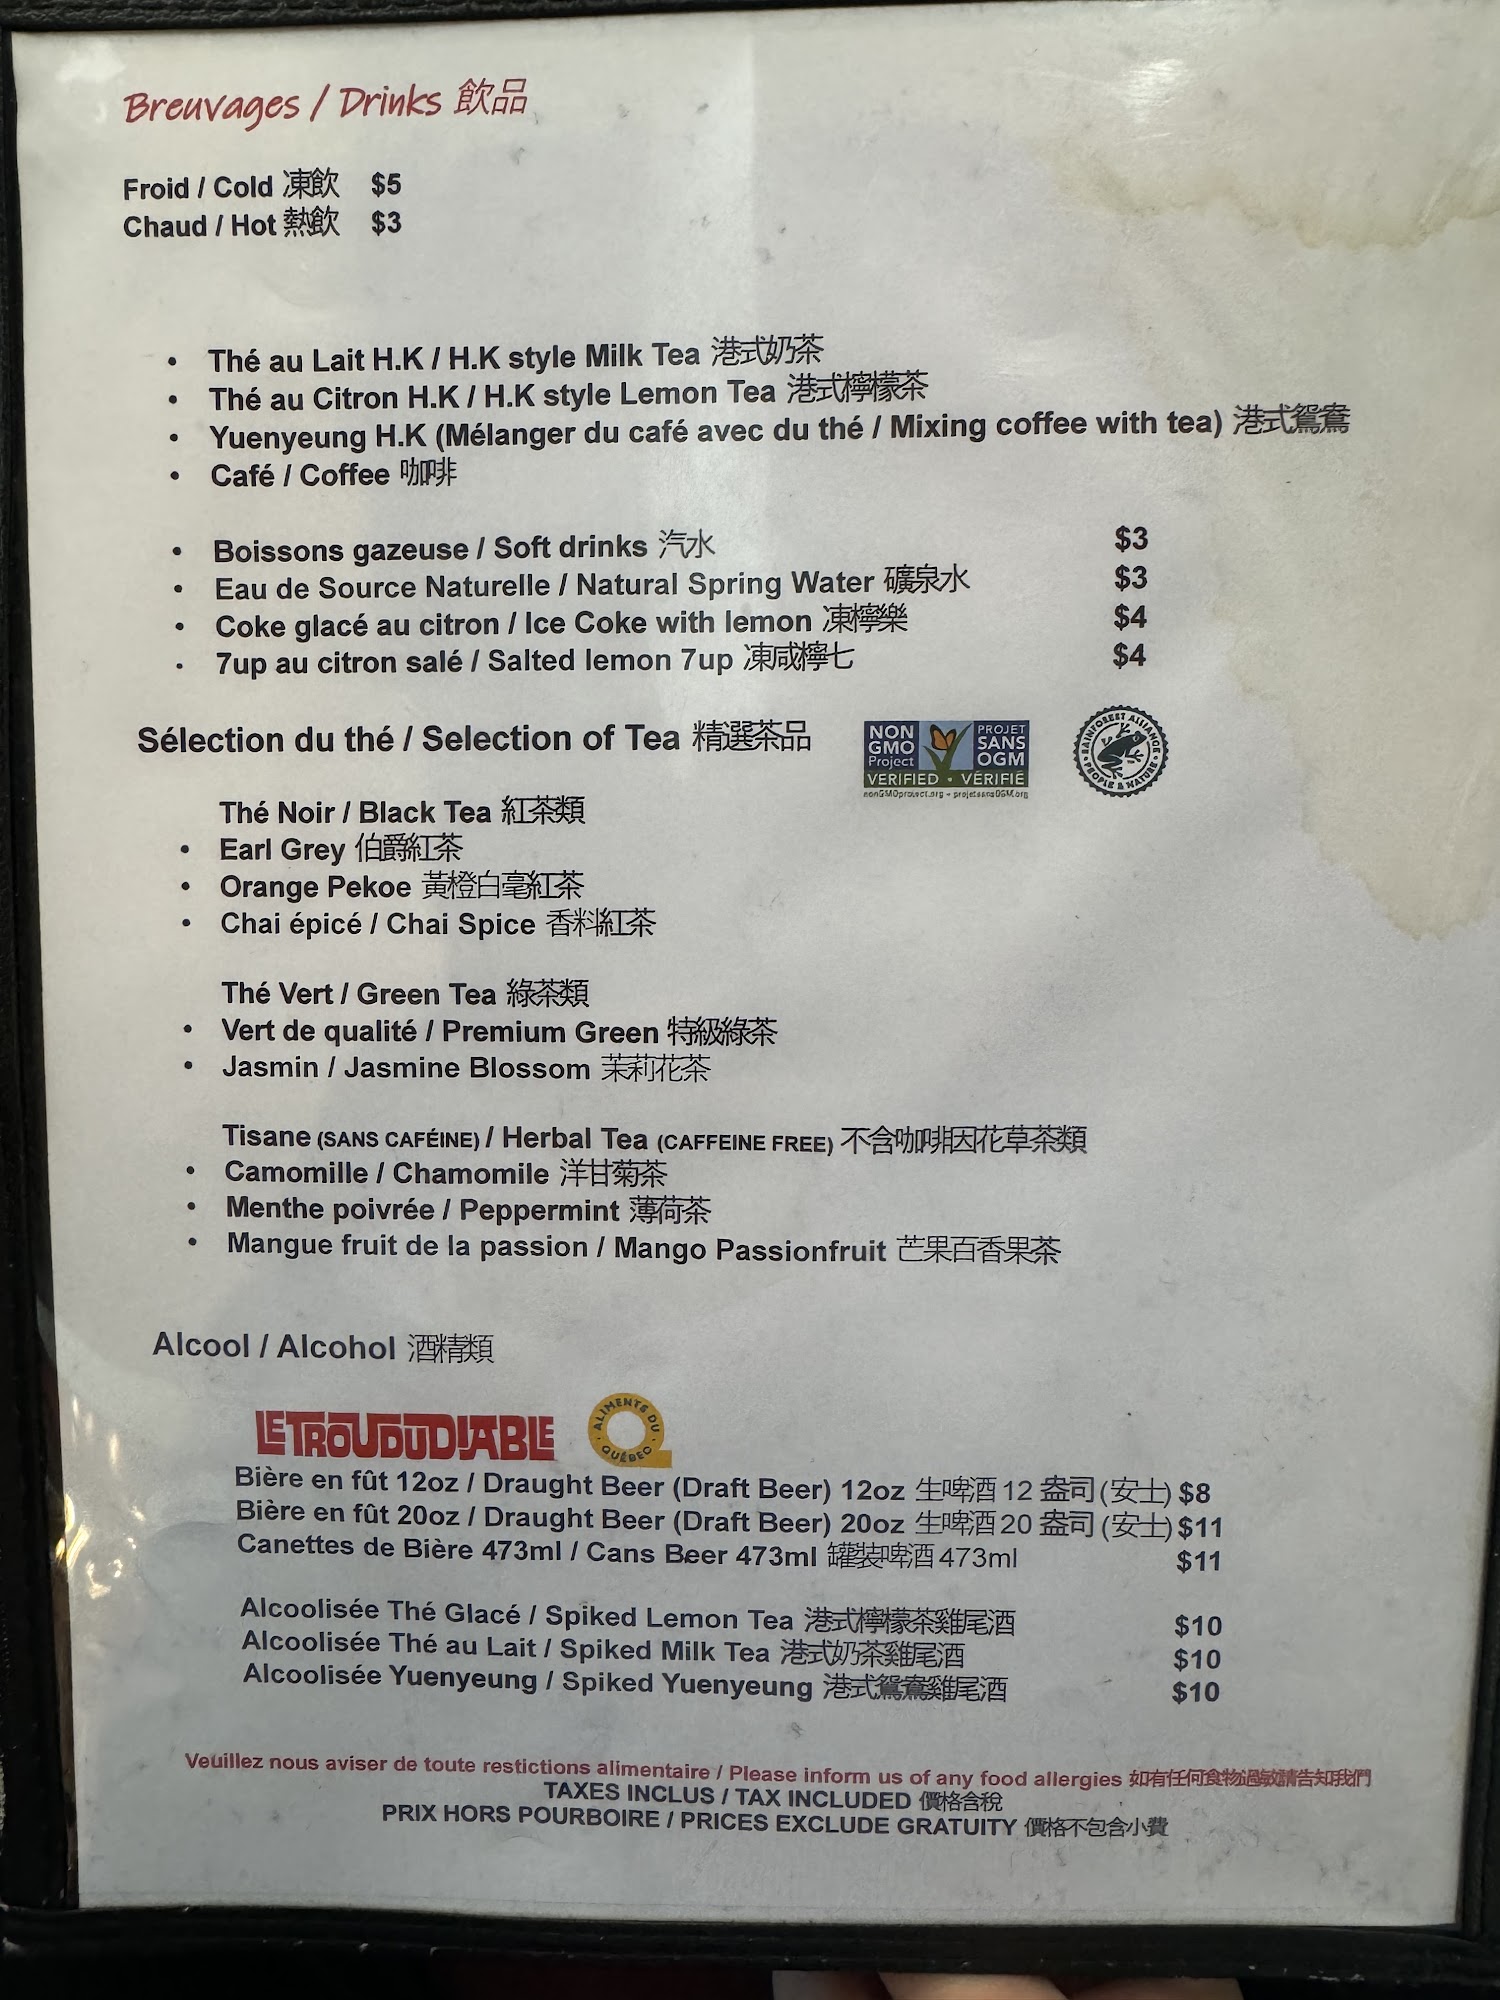 Breuvages / Drinks 飲品
Froid / Cold 凍飲 $5
Chaud / Hot 熱飲 $3
• Thé au Lait H.K / H.K style Milk Tea 港式奶茶
• Thé au Citron H.K / H.K style Lemon Tea 港式檸檬茶
• Yuenyeung H.K (Mélanger du café avec du thé / Mixing coffee with tea) 港式鴛鴦
• Café / Coffee 咖啡
• Boissons gazeuse / Soft drinks 汽水 $3
• Eau de Source Naturelle / Natural Spring Water 礦泉水 $3
• Coke glacé au citron / Ice Coke with lemon 凍檸樂 $4
• 7up au citron salé / Salted lemon 7up 凍咸檸七 $4
Sélection du thé / Selection of Tea 精選茶品
NON GMO Project
PROJET SANS OGM
VERIFIED • VÉRIFIÉ
nonGMOproject.org - projetsansOGM.org
RAINFOREST ALLIANCE
PEOPLE & NATURE
Thé Noir / Black Tea 紅茶類
• Earl Grey 伯爵紅茶
• Orange Pekoe 黃橙白毫紅茶
• Chai épicé / Chai Spice 香料紅茶
Thé Vert / Green Tea 綠茶類
• Vert de qualité / Premium Green 特級綠茶
• Jasmin / Jasmine Blossom 茉莉花茶
Tisane (SANS CAFÉINE) / Herbal Tea (CAFFEINE FREE) 不含咖啡因花草茶類
• Camomille / Chamomile 洋甘菊茶
• Menthe poivrée / Peppermint 薄荷茶
• Mangue fruit de la passion / Mango Passionfruit 芒果百香果茶
Alcool / Alcohol 酒精類
LE TROU DU DIABLE
ALIMENTS DU QUÉBEC
Bière en fût 12oz / Draught Beer (Draft Beer) 12oz 生啤酒 12 盎司 (安士) $8
Bière en fût 20oz / Draught Beer (Draft Beer) 20oz 生啤酒 20 盎司 (安士) $11
Canettes de Bière 473ml / Cans Beer 473ml 罐裝啤酒 473ml $11
Alcoolisée Thé Glacé / Spiked Lemon Tea 港式檸檬茶雞尾酒 $10
Alcoolisée Thé au Lait / Spiked Milk Tea 港式奶茶雞尾酒 $10
Alcoolisée Yuenyeung / Spiked Yuenyeung 港式鴛鴦雞尾酒 $10
Veuillez nous aviser de toute restictions alimentaire / Please inform us of any food allergies 如有任何食物過敏請告知我們
TAXES INCLUS / TAX INCLUDED 價格含稅
PRIX HORS POURBOIRE / PRICES EXCLUDE GRATUITY 價格不包含小費